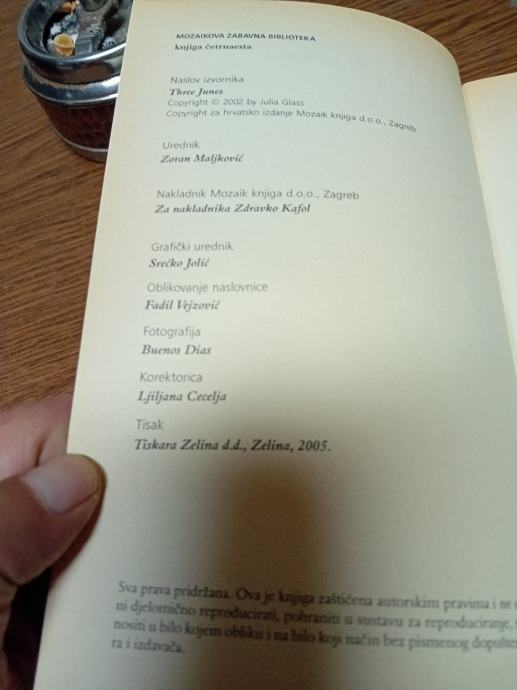 MOZAIKOVA ZABAVNA BIBLIOTEKA
knjiga četrnaesta
Naslov izvornika
Three Junes
Copyright © 2002 by Julia Glass
Copyright za hrvatsko izdanje Mozaik knjiga d.o.o., Zagreb
Urednik
Zoran Maljković
Nakladnik Mozaik knjiga d.o.o., Zagreb
Za nakladnika Zdravko Kafol
Grafički urednik
Srećko Jolić
Oblikovanje naslovnice
Fadil Vejzović
Fotografija
Buenos Dias
Korektorica
Ljiljana Cecelja
Tisak
Tiskara Zelina d.d., Zelina, 2005.
Sva prava pridržana. Ova je knjiga zaštićena autorskim pravima i ne
ni djelomično reproducirati, pohraniti u sustavu za reproduciranje,
nositi u bilo kojem obliku i na bilo koji način bez pismenog dopušte
ra i izdavača.